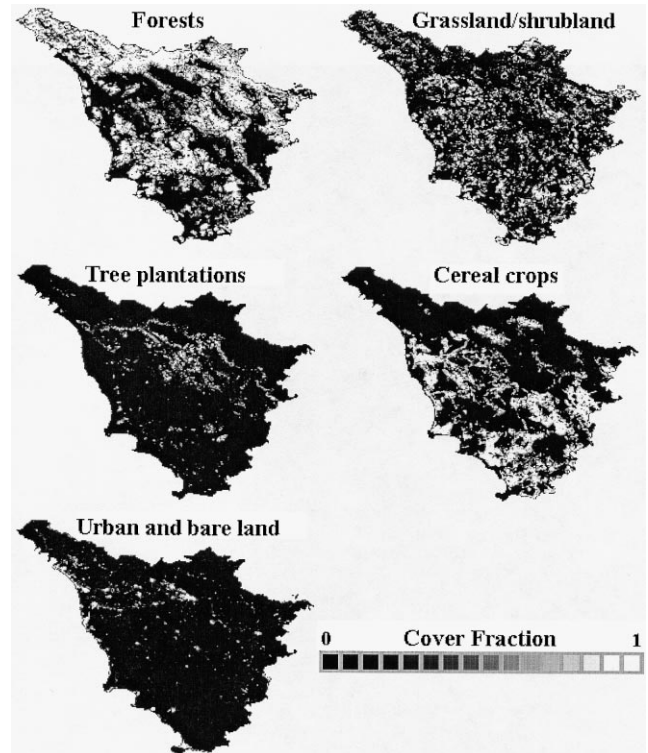 Forests
Grassland/shrubland
Tree plantations
Cereal crops
Urban and bare land
0 Cover Fraction 1